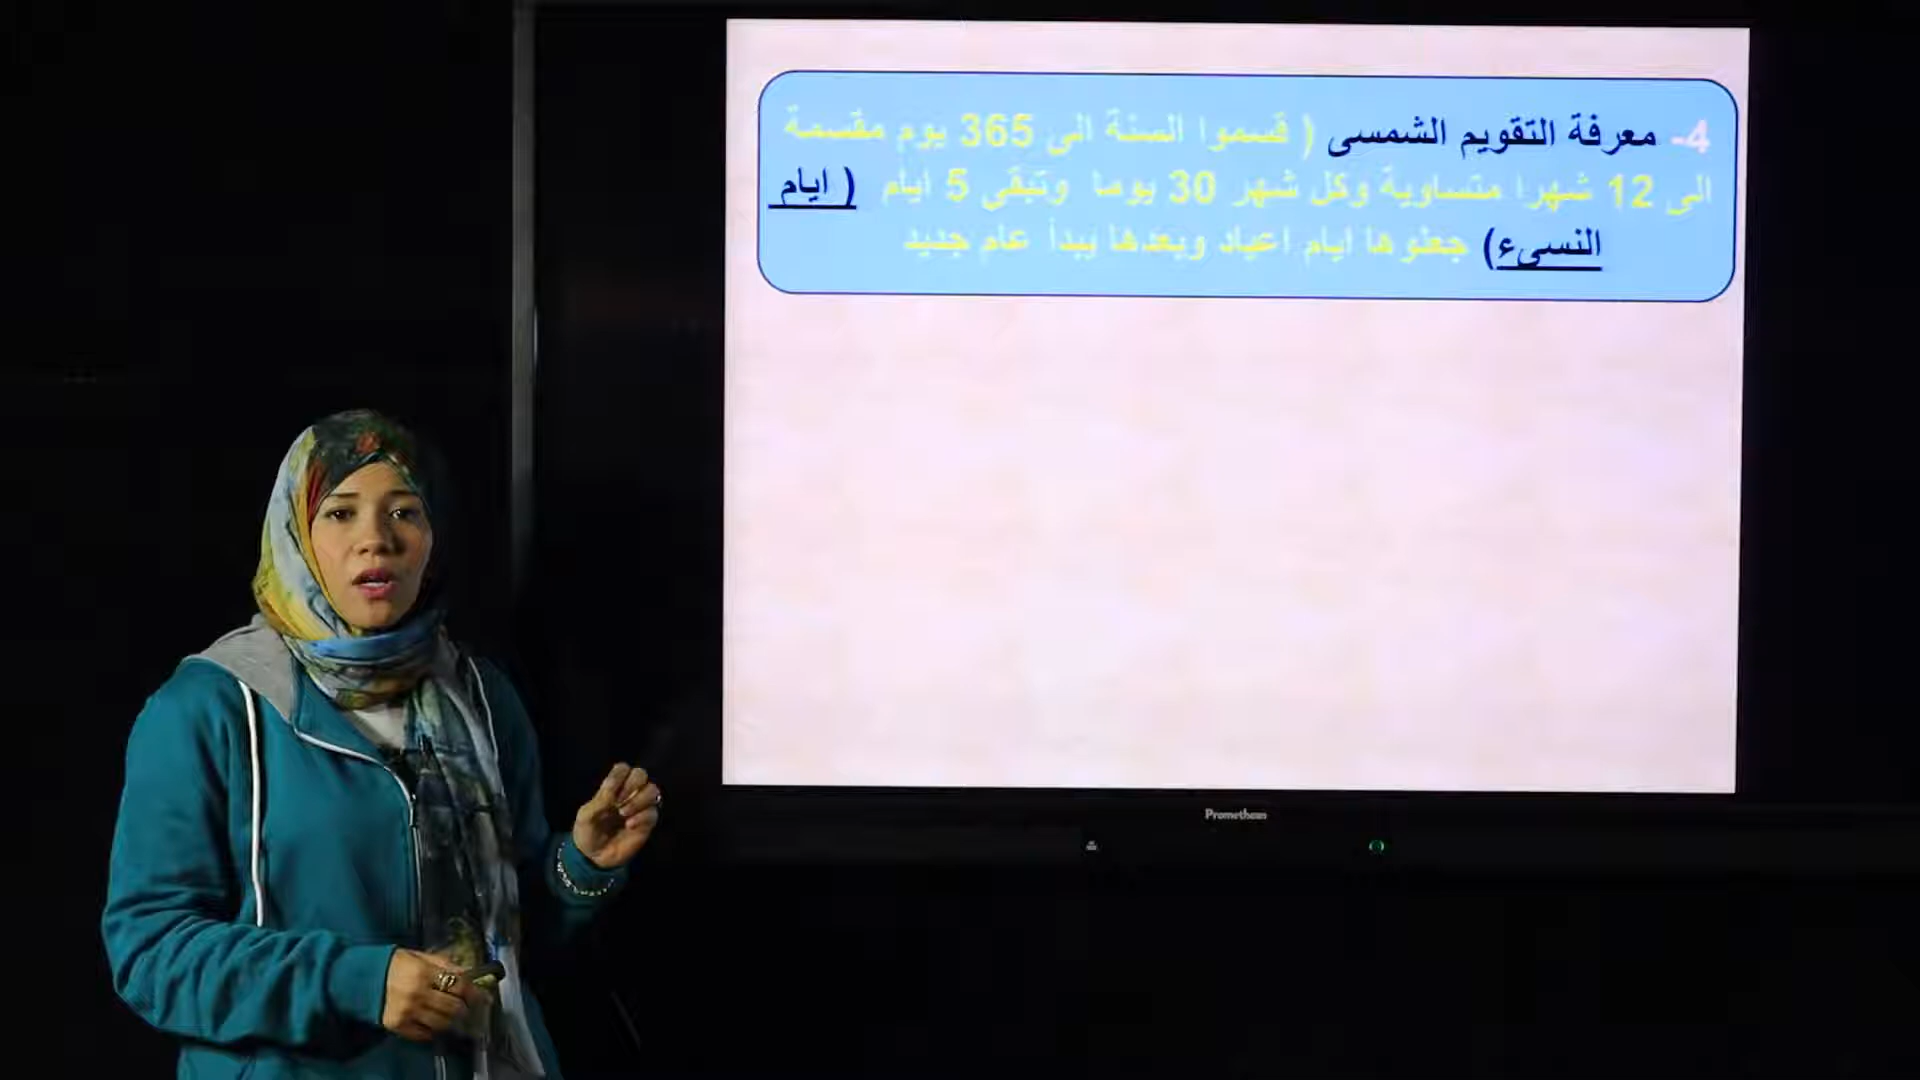 4- معرفة التقويم الشمسى ( قسموا السنة الى 365 يوم مقسمة
الى 12 شهرا متساوية وكل شهر 30 يوما وتبقى 5 ايام ( ايام
النسىء) جعلوها ايام اعياد وبعدها يبدأ عام جديد
Promethean